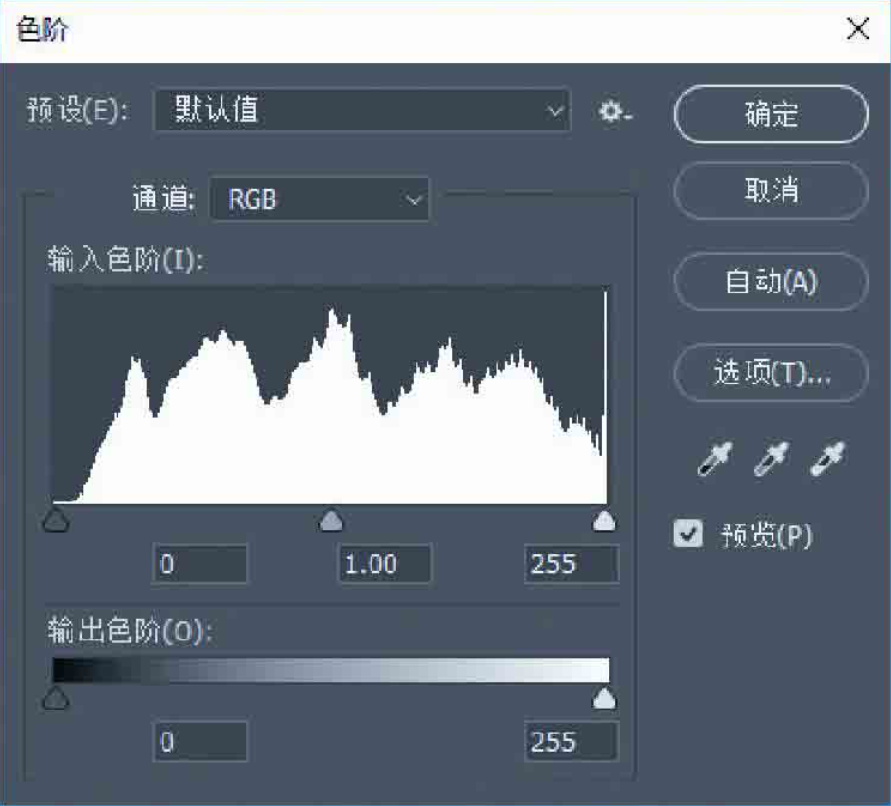 色阶
预设(E): 默认值
确定
取消
自动(A)
选项(T)...
预览(P)
通道: RGB
输入色阶(I):
0 1.00 255
输出色阶(O):
0 255